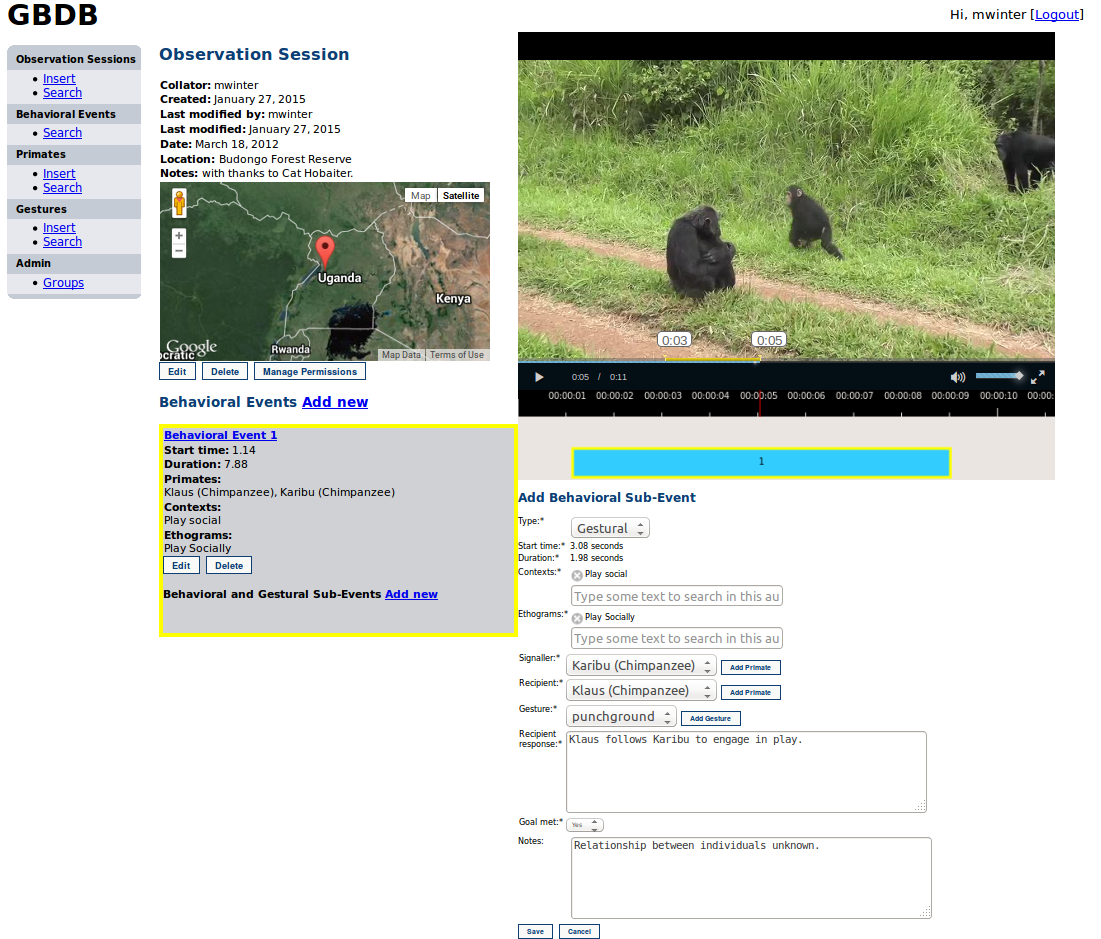 GBDB
Hi, mwinter [Logout]
Observation Sessions
Insert
Search
Behavioral Events
Search
Primates
Insert
Search
Gestures
Insert
Search
Admin
Groups
Observation Session
Collator: mwinter
Created: January 27, 2015
Last modified by: mwinter
Last modified: January 27, 2015
Date: March 18, 2012
Location: Budongo Forest Reserve
Notes: with thanks to Cat Hobaiter.
Map Satellite
+
−
Uganda
Kenya
Rwanda
ocratic
Google
Map Data Terms of Use
Edit Delete Manage Permissions
Behavioral Events Add new
Behavioral Event 1
Start time: 1.14
Duration: 7.88
Primates:
Klaus (Chimpanzee), Karibu (Chimpanzee)
Contexts:
Play social
Ethograms:
Play Socially
Edit Delete
Behavioral and Gestural Sub-Events Add new
0:03 0:05
0:05 / 0:11
00:00:01 00:00:02 00:00:03 00:00:04 00:00:05 00:00:06 00:00:07 00:00:08 00:00:09 00:00:10 00:00:
1
Add Behavioral Sub-Event
Type:* Gestural
Start time:* 3.08 seconds
Duration:* 1.98 seconds
Contexts:* Play social
Type some text to search in this au
Ethograms:* Play Socially
Type some text to search in this au
Signaller:* Karibu (Chimpanzee) Add Primate
Recipient:* Klaus (Chimpanzee) Add Primate
Gesture:* punchground Add Gesture
Recipient
response:* Klaus follows Karibu to engage in play.
Goal met:* Yes
Notes: Relationship between individuals unknown.
Save Cancel